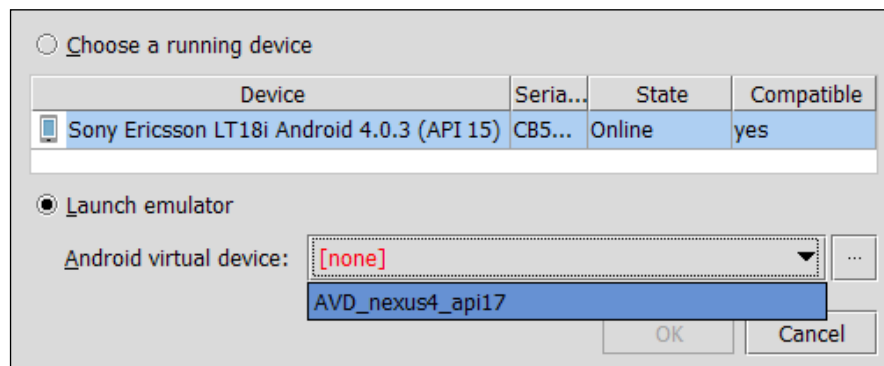 Choose a running device
Device Seria... State Compatible
Sony Ericsson LT18i Android 4.0.3 (API 15) CB5... Online yes
Launch emulator
Android virtual device: [none] ...
AVD_nexus4_api17
OK Cancel